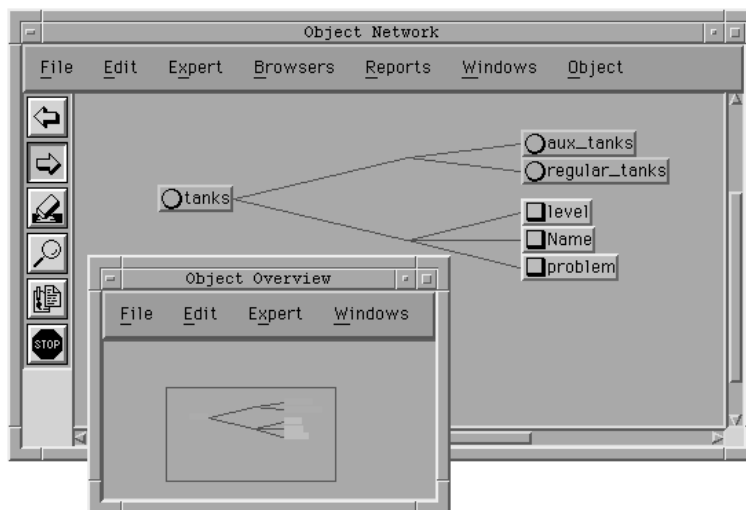 Object Network
File Edit Expert Browsers Reports Windows Object
aux_tanks
regular_tanks
tanks
level
Name
problem
STOP
Object Overview
File Edit Expert Windows